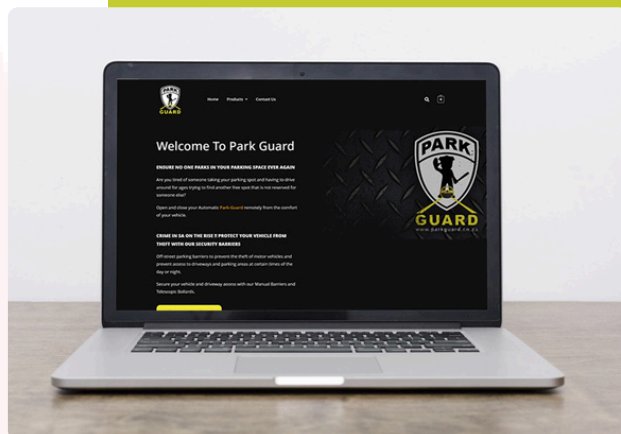 PARK
GUARD
Home Products Contact Us
Welcome To Park Guard
ENSURE NO ONE PARKS IN YOUR PARKING SPACE EVER AGAIN
Are you tired of someone taking your parking spot and having to drive
around for ages trying to find another free spot that is not reserved for
someone else?
Open and close your Automatic Park Guard remotely from the comfort
of your vehicle.
CRIME IN SA ON THE RISE !! PROTECT YOUR VEHICLE FROM
THEFT WITH OUR SECURITY BARRIERS
Off-street parking barriers to prevent the theft of motor vehicles and
prevent access to driveways and parking areas at certain times of the
day or night.
Secure your vehicle and driveway access with our Manual Barriers and
Telescopic Bollards.
PARK
GUARD
www.parkguard.co.za